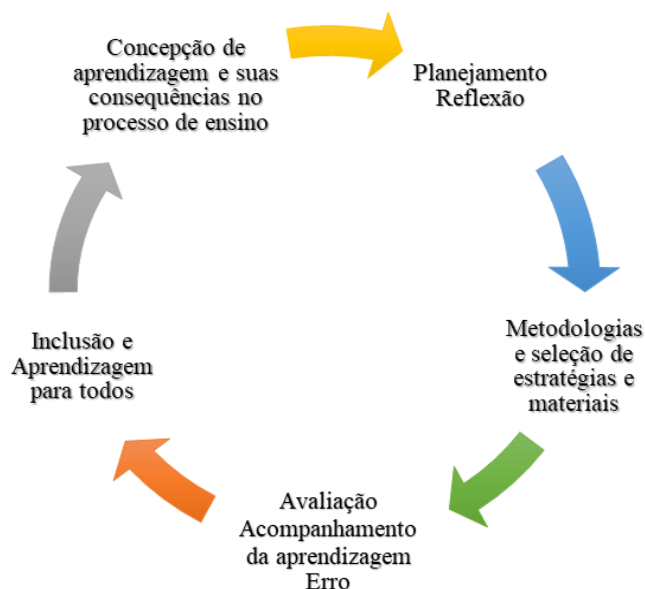 Concepção de
aprendizagem e suas
consequências no
processo de ensino
Planejamento
Reflexão
Metodologias
e seleção de
estratégias e
materiais
Avaliação
Acompanhamento
da aprendizagem
Erro
Inclusão e
Aprendizagem
para todos